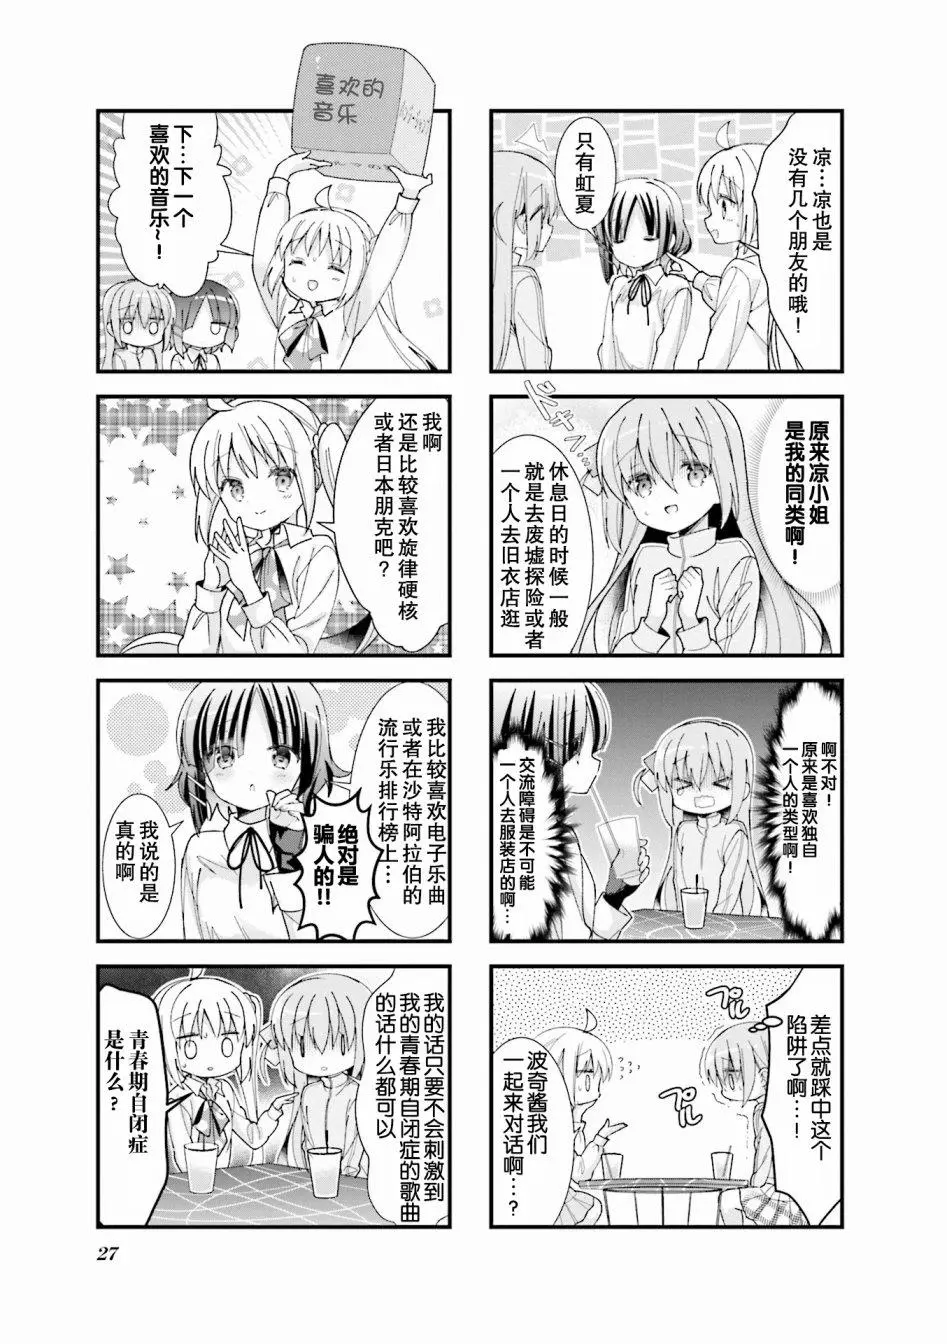 凉…凉也是
没有几个朋友的哦！
只有虹夏
原来凉小姐
是我的同类啊！
休息日的时候一般
就是去废墟探险或者
一个人去旧衣店逛
ドキドキ…
啊不对！
原来是喜欢独自
一个人的类型啊！
交流障碍是不可能
一个人去服装店的啊…
差点就踩中这个
陷阱了啊…！
プル
プル
波奇酱我们
一起来对话啊…？
喜欢的
音乐
下…下一个
喜欢的音乐~！
我啊
还是比较喜欢旋律硬核
或者日本朋克吧？
我比较喜欢电子乐曲
或者在沙特阿拉伯的
流行乐排行榜上…
绝对是
骗人的!!
我说的是
真的啊
我的话只要不会刺激到
我的青春期自闭症的歌曲
的话什么都可以
青春期自闭症
是什么？
27